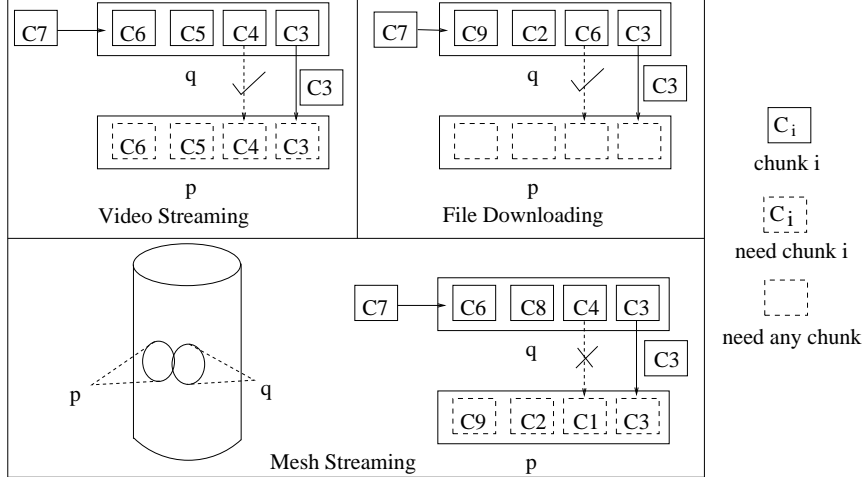 C7 C6 C5 C4 C3
q
C3
C6 C5 C4 C3
p
Video Streaming
C7 C9 C2 C6 C3
q
C3
p
File Downloading
p
q
C7 C6 C8 C4 C3
q
C3
C9 C2 C1 C3
p
Mesh Streaming
C i
chunk i
C i
need chunk i
need any chunk